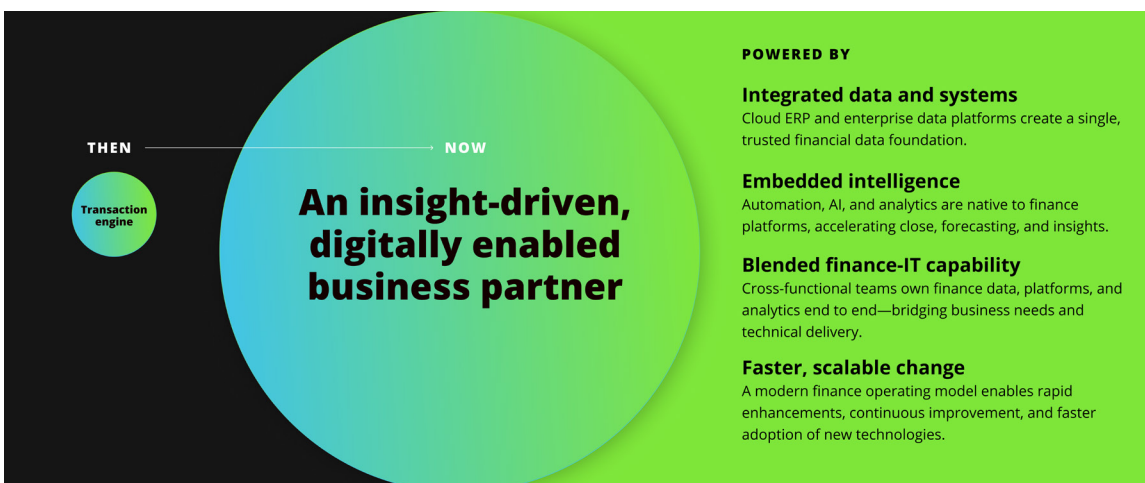 THEN
NOW
Transaction
engine
An insight-driven,
digitally enabled
business partner
POWERED BY
Integrated data and systems
Cloud ERP and enterprise data platforms create a single,
trusted financial data foundation.
Embedded intelligence
Automation, AI, and analytics are native to finance
platforms, accelerating close, forecasting, and insights.
Blended finance-IT capability
Cross-functional teams own finance data, platforms, and
analytics end to end—bridging business needs and
technical delivery.
Faster, scalable change
A modern finance operating model enables rapid
enhancements, continuous improvement, and faster
adoption of new technologies.